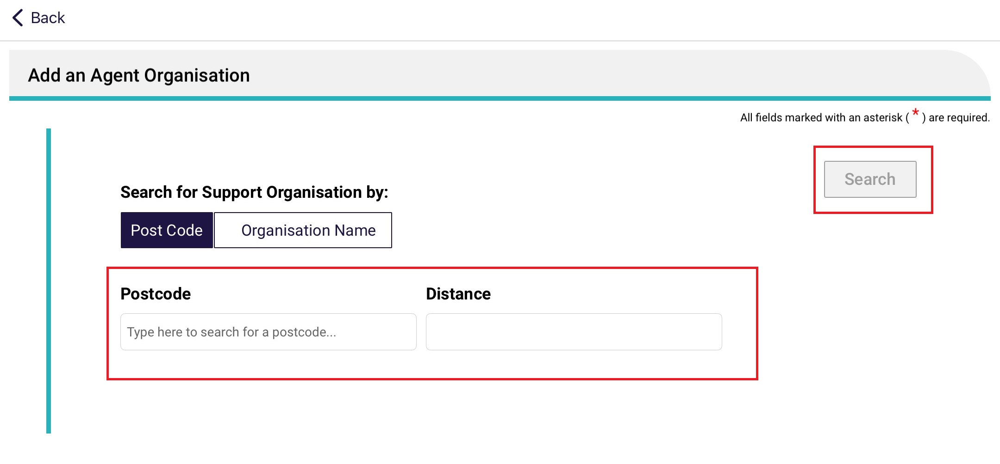 Back
Add an Agent Organisation
All fields marked with an asterisk ( * ) are required.
Search
Search for Support Organisation by:
Post Code Organisation Name
Postcode Distance
Type here to search for a postcode...